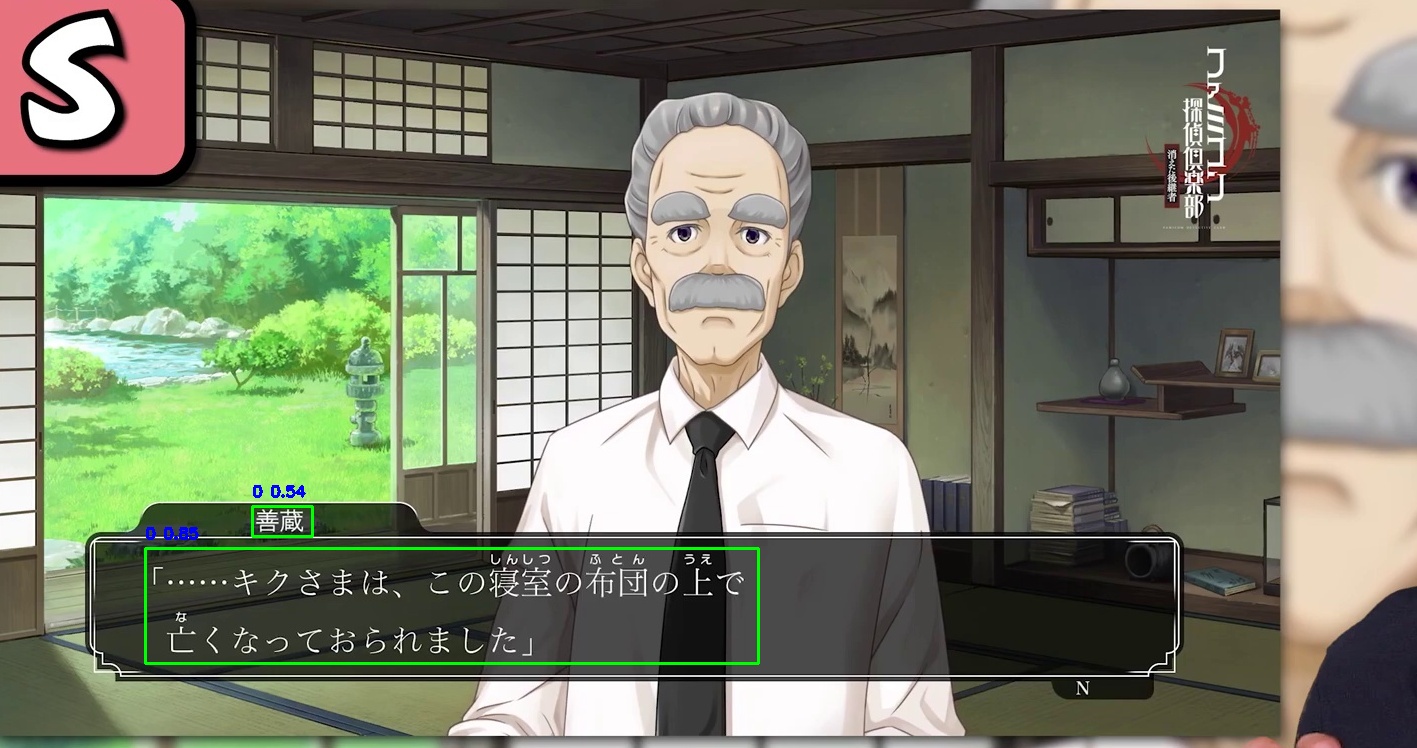 S
ファミコン
探偵倶楽部
消えた後継者
0 0.54
善蔵
0 0.85
「……キクさまは、この寝室の布団の上で
しんしつ ふとん うえ
亡くなっておられました」
な
N